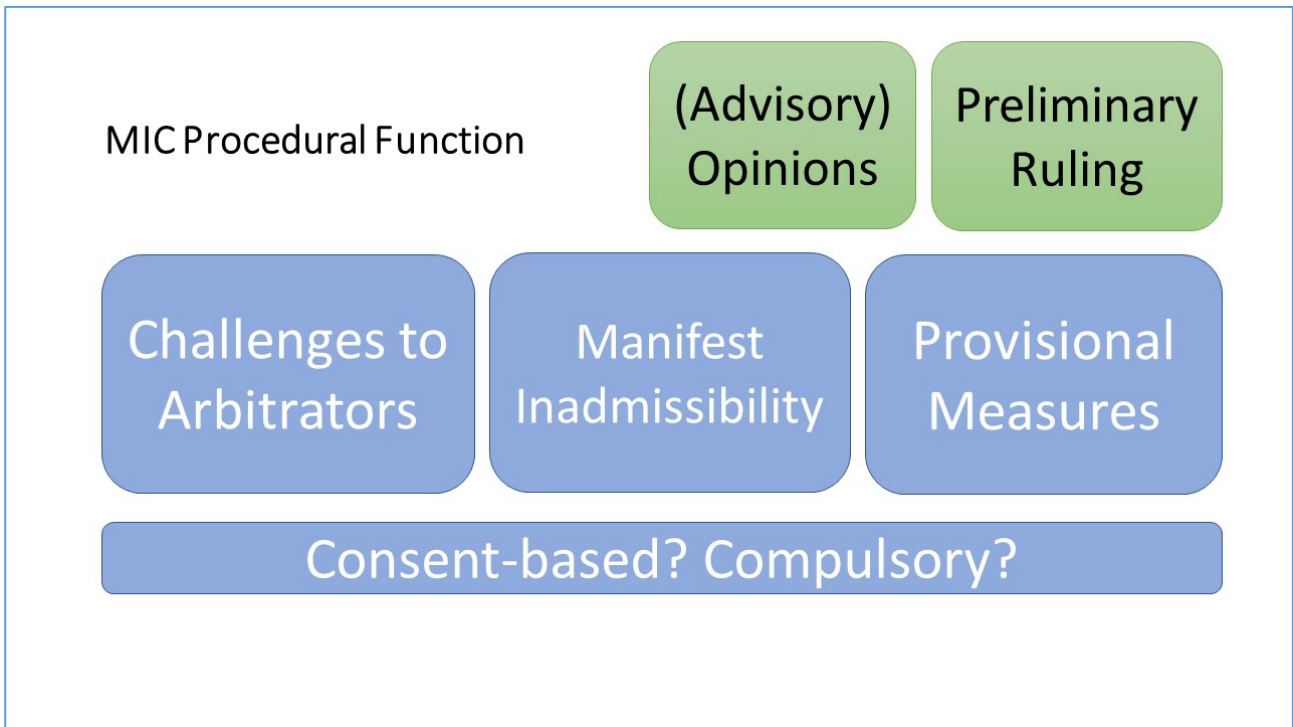 MIC Procedural Function
(Advisory)
Opinions
Preliminary
Ruling
Challenges to
Arbitrators
Manifest
Inadmissibility
Provisional
Measures
Consent-based? Compulsory?